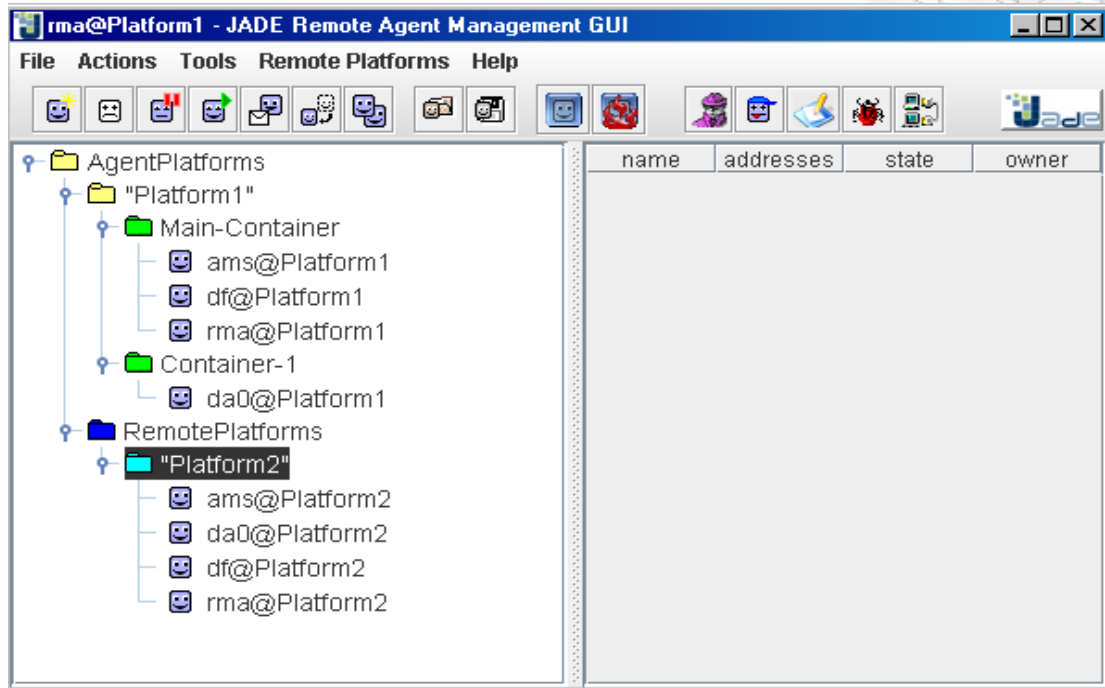 rma@Platform1 - JADE Remote Agent Management GUI
File Actions Tools Remote Platforms Help
Jade
AgentPlatforms
"Platform1"
Main-Container
ams@Platform1
df@Platform1
rma@Platform1
Container-1
da0@Platform1
RemotePlatforms
"Platform2"
ams@Platform2
da0@Platform2
df@Platform2
rma@Platform2
name addresses state owner